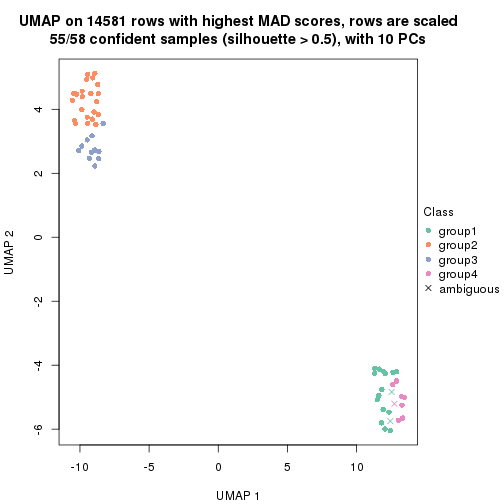 UMAP on 14581 rows with highest MAD scores, rows are scaled
55/58 confident samples (silhouette > 0.5), with 10 PCs
4
2
0
-2
-4
-6
UMAP 2
-10
-5
0
5
10
UMAP 1
Class
group1
group2
group3
group4
ambiguous